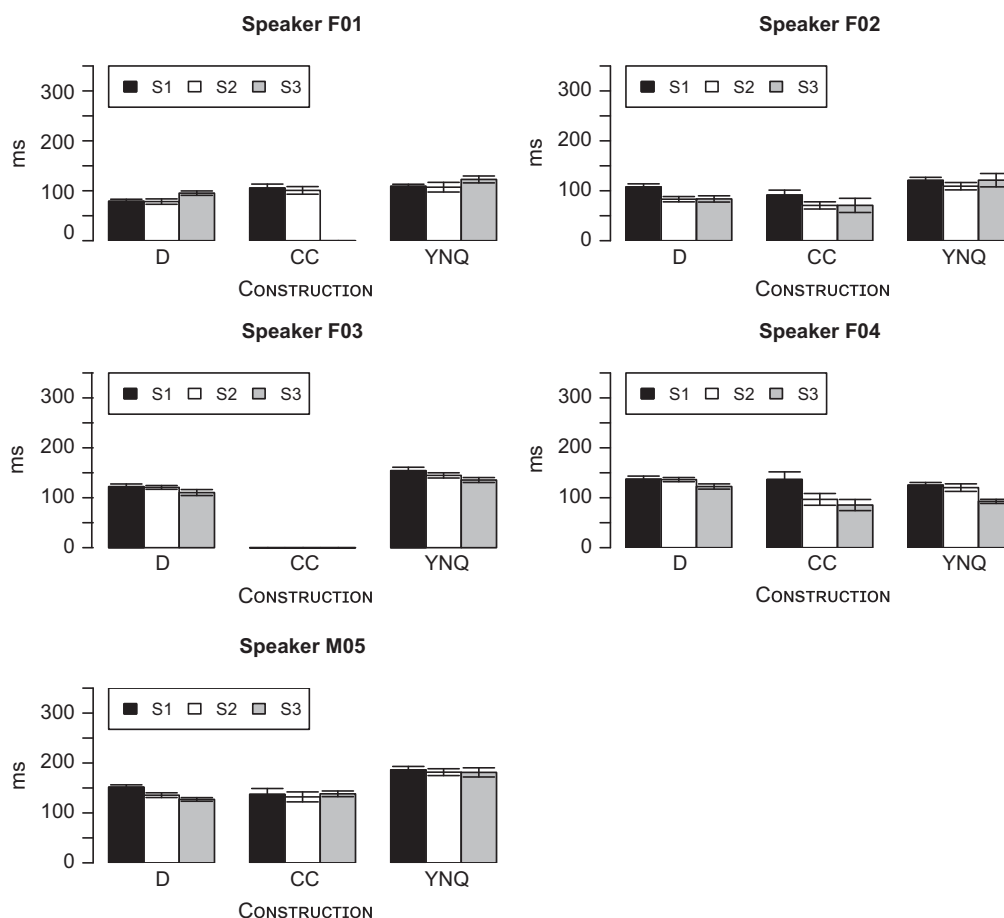 Speaker F01
300
200
100
0
ms
S1 S2 S3
D CC YNQ
CONSTRUCTION
Speaker F02
300
200
100
0
ms
S1 S2 S3
D CC YNQ
CONSTRUCTION
Speaker F03
300
200
100
0
ms
S1 S2 S3
D CC YNQ
CONSTRUCTION
Speaker F04
300
200
100
0
ms
S1 S2 S3
D CC YNQ
CONSTRUCTION
Speaker M05
300
200
100
0
ms
S1 S2 S3
D CC YNQ
CONSTRUCTION